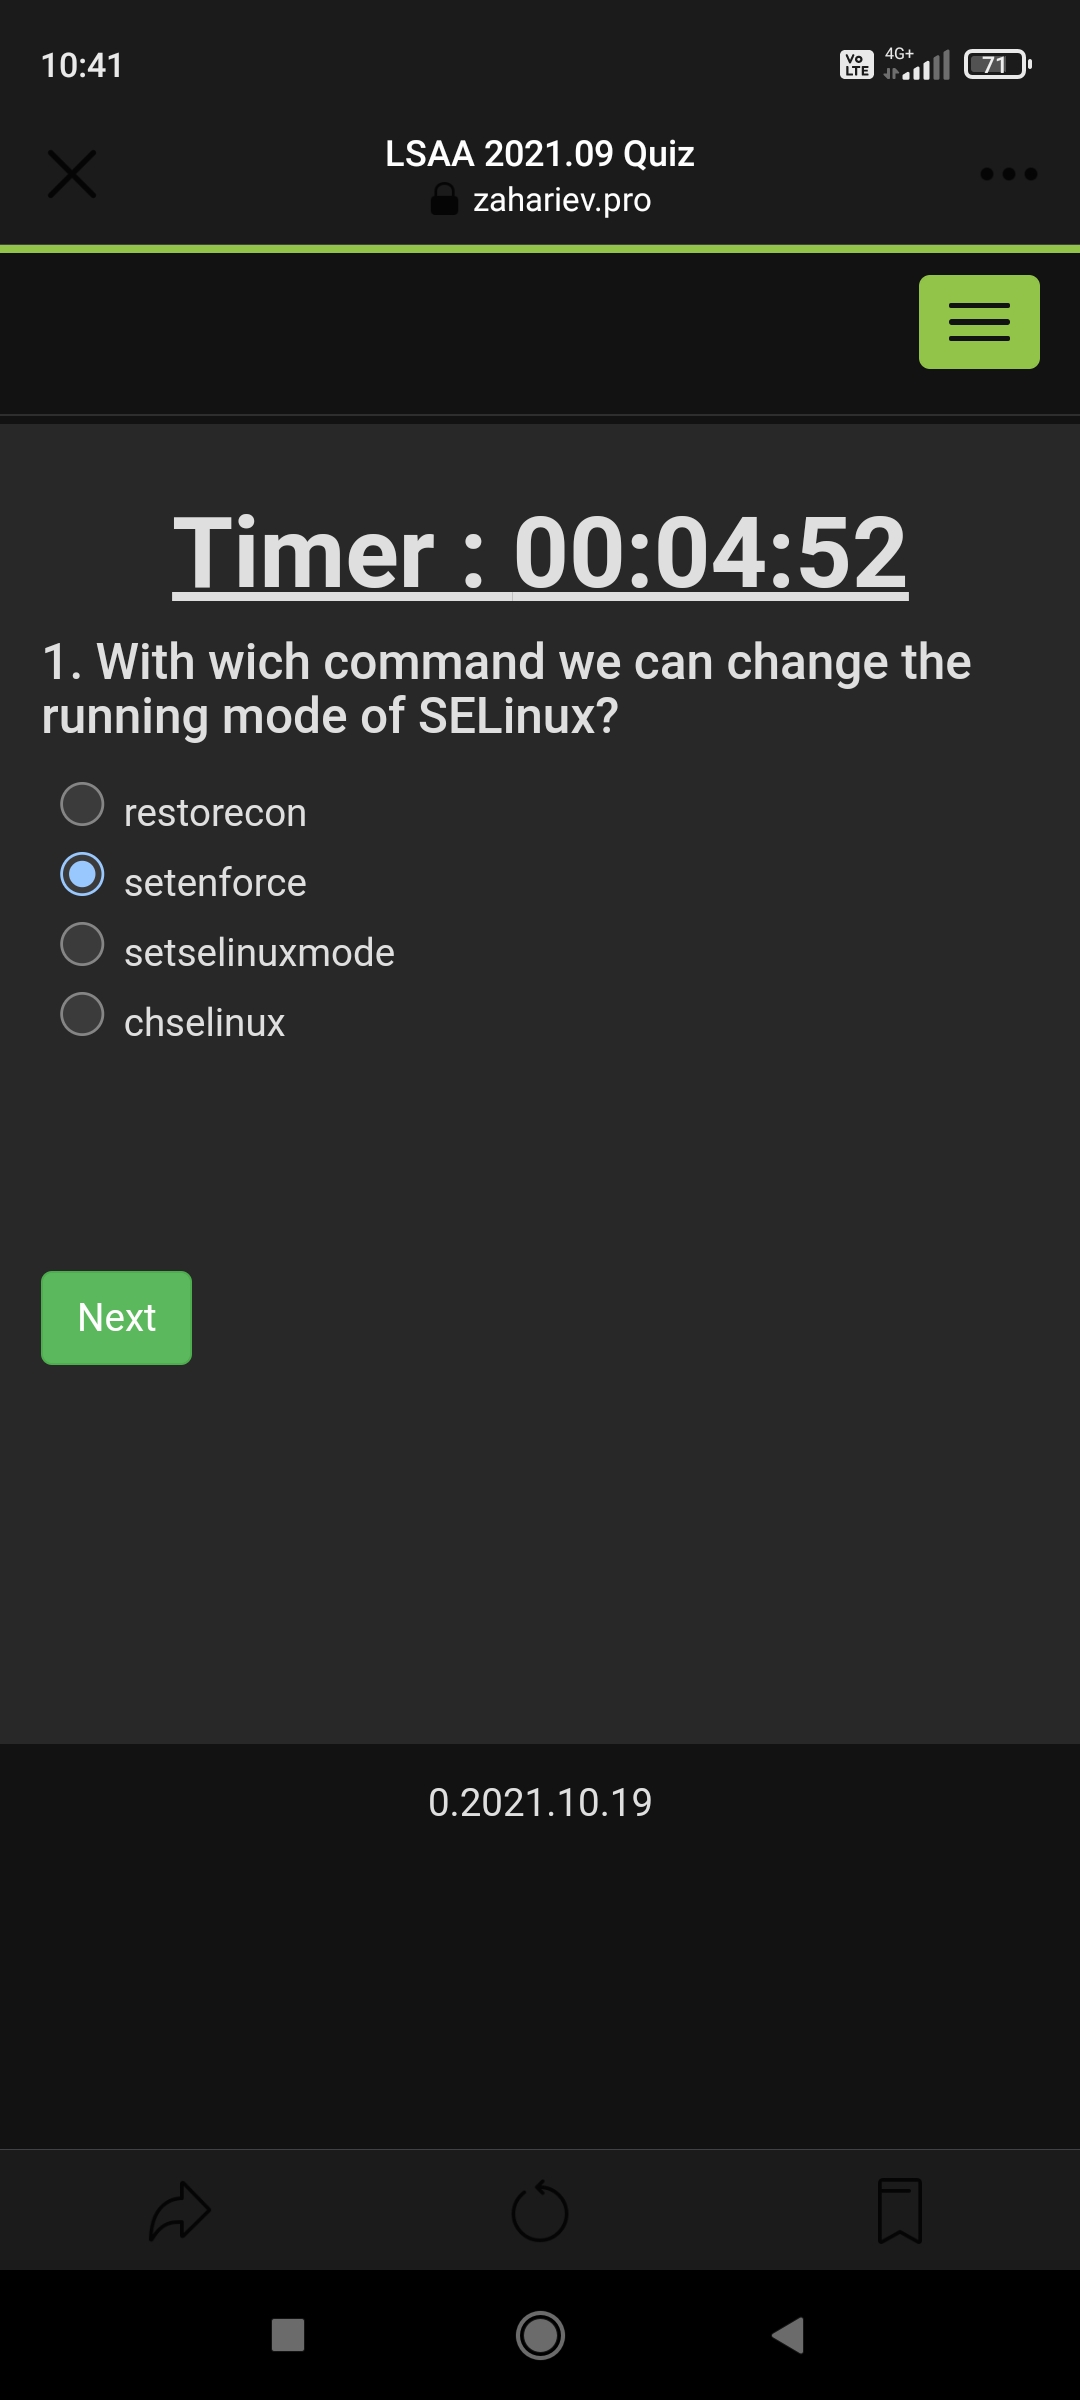 10:41
Vo LTE 4G+ 71
LSAA 2021.09 Quiz
zahariev.pro
Timer : 00:04:52
1. With wich command we can change the
running mode of SELinux?
restorecon
setenforce
setselinuxmode
chselinux
Next
0.2021.10.19